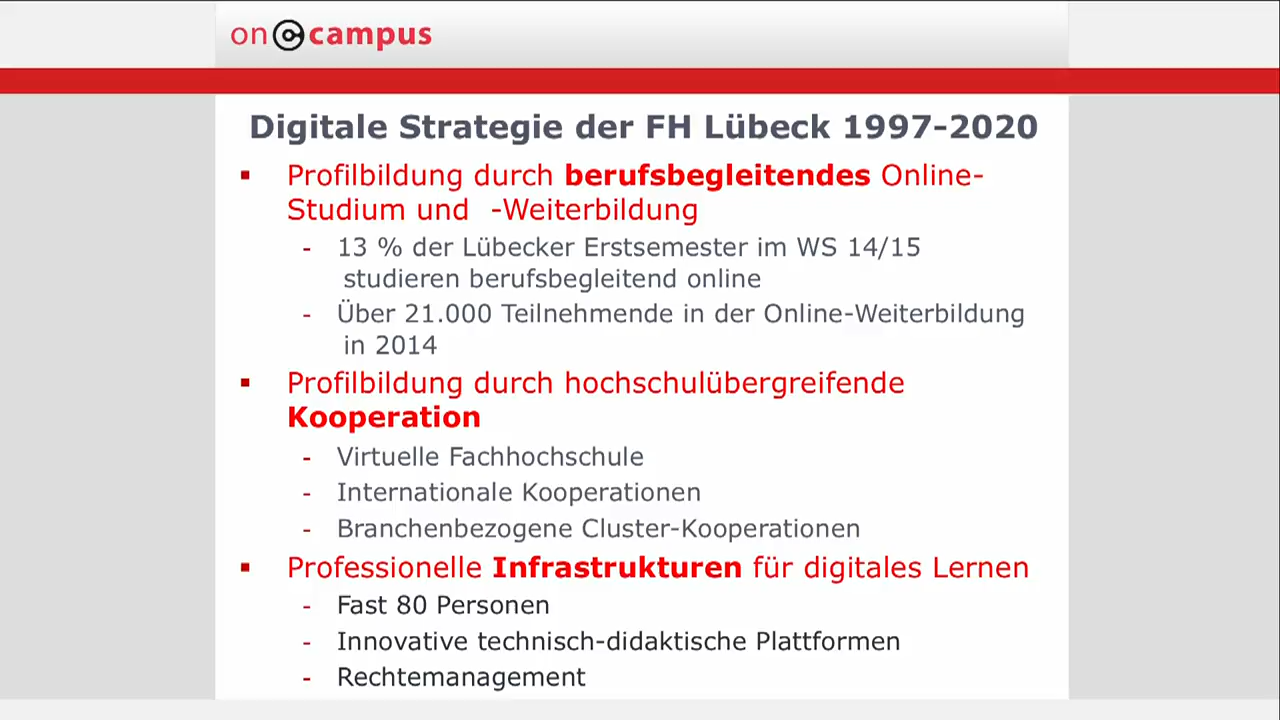 on campus
Digitale Strategie der FH Lübeck 1997-2020
▪ Profilbildung durch berufsbegleitendes Online-
Studium und -Weiterbildung
- 13 % der Lübecker Erstsemester im WS 14/15
studieren berufsbegleitend online
- Über 21.000 Teilnehmende in der Online-Weiterbildung
in 2014
▪ Profilbildung durch hochschulübergreifende
Kooperation
- Virtuelle Fachhochschule
- Internationale Kooperationen
- Branchenbezogene Cluster-Kooperationen
▪ Professionelle Infrastrukturen für digitales Lernen
- Fast 80 Personen
- Innovative technisch-didaktische Plattformen
- Rechtemanagement